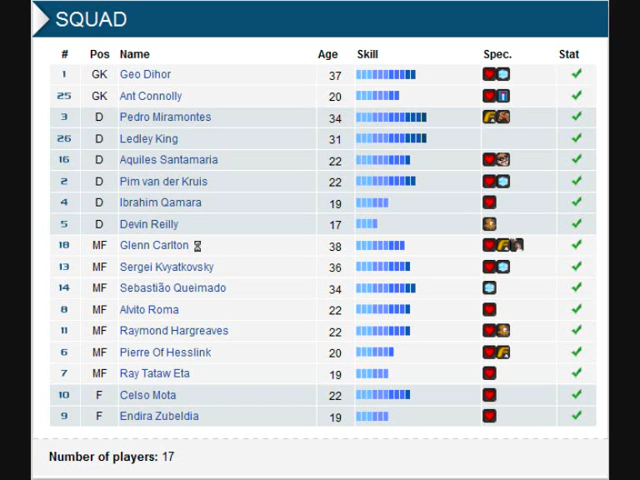 SQUAD
# Pos Name Age Skill Spec. Stat
1 GK Geo Dihor 37
25 GK Ant Connolly 20
3 D Pedro Miramontes 34
26 D Ledley King 31
16 D Aquiles Santamaria 22
2 D Pim van der Kruis 22
4 D Ibrahim Qamara 19
5 D Devin Reilly 17
18 MF Glenn Carlton 38
13 MF Sergei Kvyatkovsky 36
14 MF Sebastião Queimado 34
8 MF Alvito Roma 22
11 MF Raymond Hargreaves 22
6 MF Pierre Of Hesslink 20
7 MF Ray Tataw Eta 19
10 F Celso Mota 22
9 F Endira Zubeldia 19
Number of players: 17